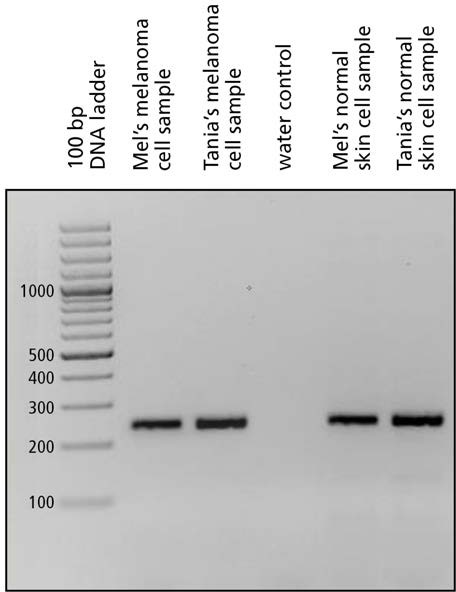 100 bp
DNA ladder
Mel's melanoma
cell sample
Tania's melanoma
cell sample
water control
Mel's normal
skin cell sample
Tania's normal
skin cell sample
1000
500
400
300
200
100